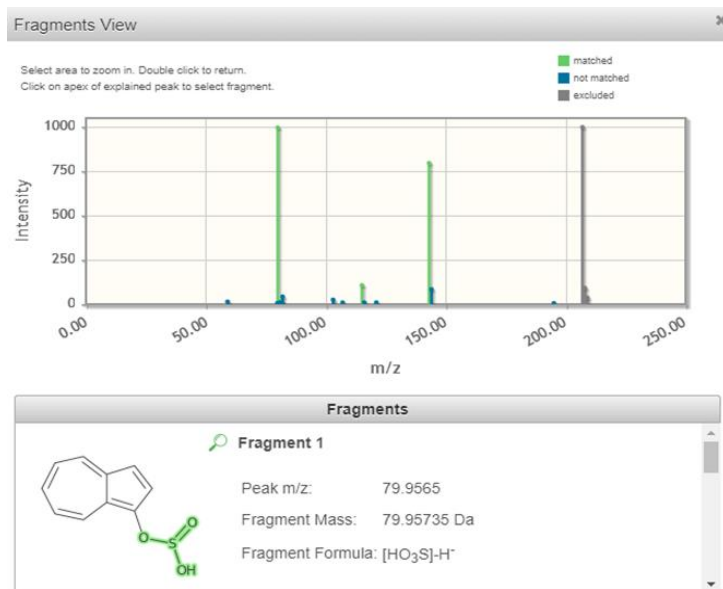 Fragments View
Select area to zoom in. Double click to return.
Click on apex of explained peak to select fragment.
matched
not matched
excluded
1000
750
500
250
0
Intensity
0.00 50.00 100.00 150.00 200.00 250.00
m/z
Fragments
Fragment 1
Peak m/z: 79.9565
Fragment Mass: 79.95735 Da
Fragment Formula: [HO₃S]-H⁻
O
S
O
OH